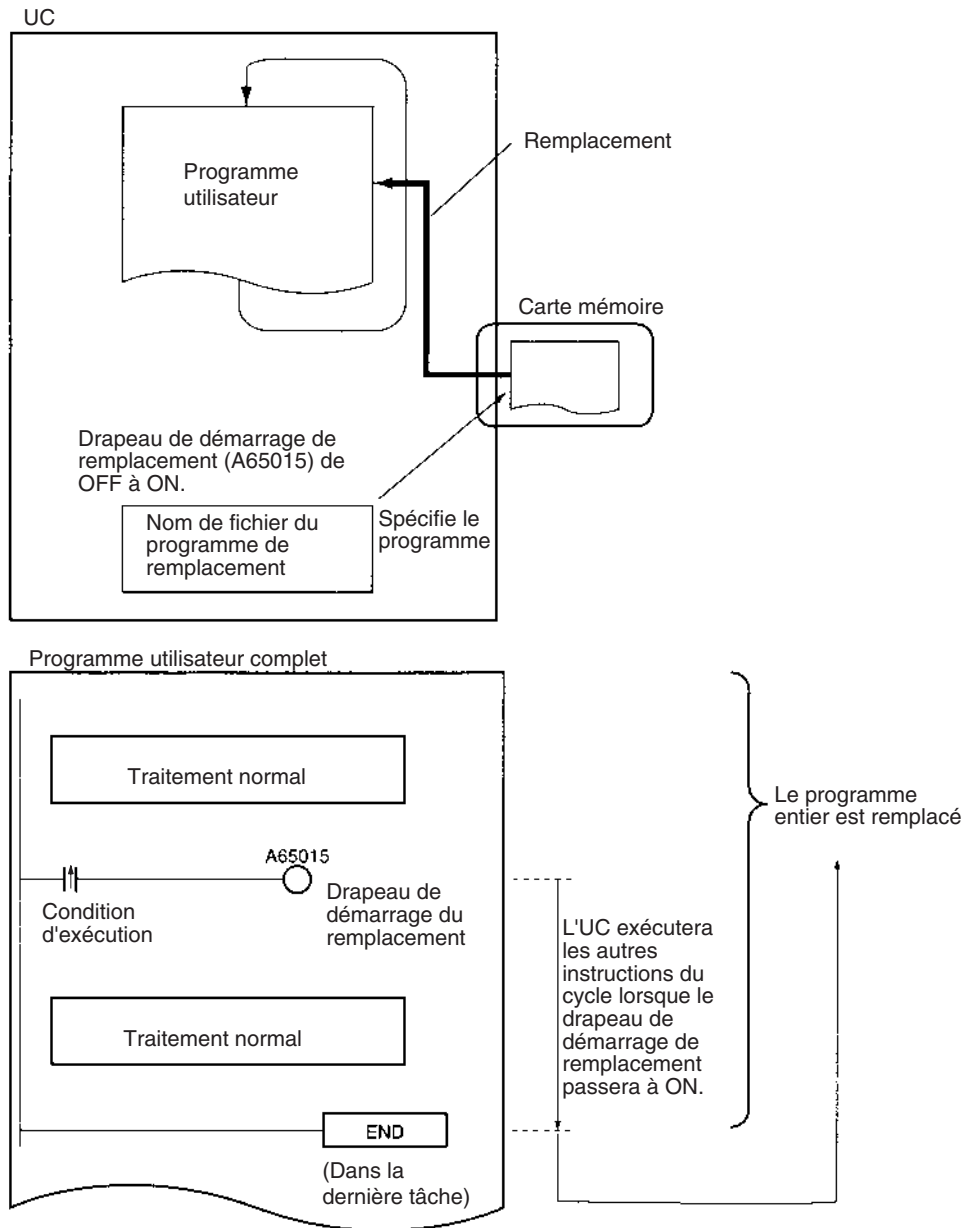 UC
Programme
utilisateur
Remplacement
Carte mémoire
Drapeau de démarrage de
remplacement (A65015) de
OFF à ON.
Nom de fichier du
programme de
remplacement
Spécifie le
programme
Programme utilisateur complet
Traitement normal
A65015
Condition
d'exécution
Drapeau de
démarrage du
remplacement
Traitement normal
END
(Dans la
dernière tâche)
L'UC exécutera
les autres
instructions du
cycle lorsque le
drapeau de
démarrage de
remplacement
passera à ON.
Le programme
entier est remplacé